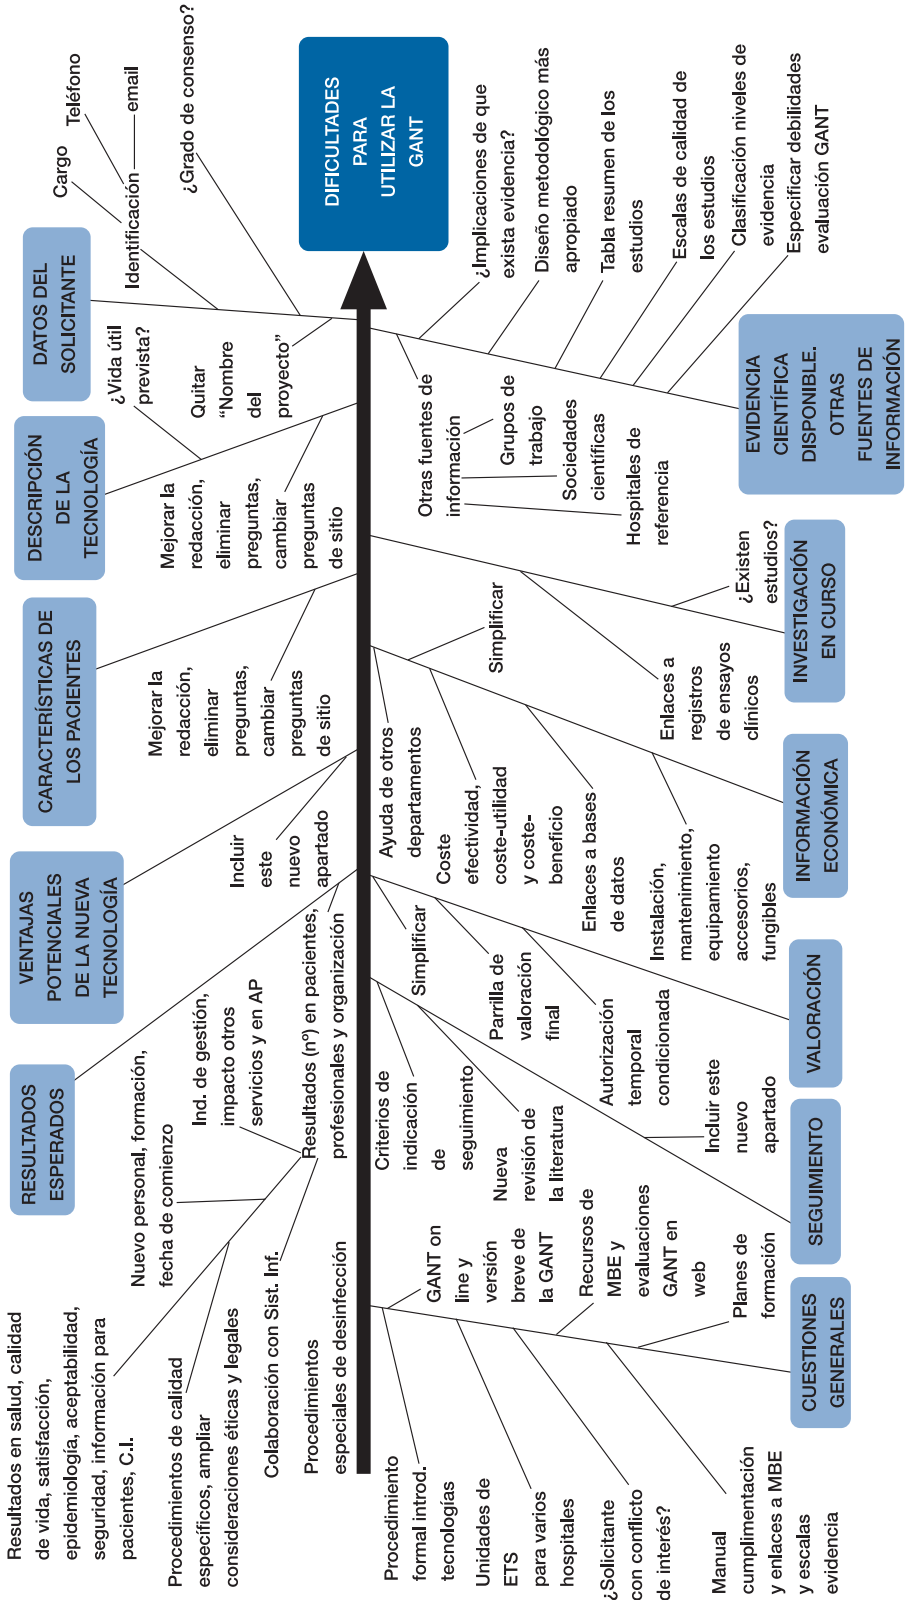 Resultados en salud, calidad
de vida, satisfacción,
epidemiología, aceptabilidad,
seguridad, información para
pacientes, C.I.
Procedimientos de calidad
específicos, ampliar
consideraciones éticas y legales
Colaboración con Sist. Inf.
Procedimientos
especiales de desinfección
Nuevo personal, formación,
fecha de comienzo
Ind. de gestión,
impacto otros
servicios y en AP
Resultados (nº) en pacientes,
profesionales y organización
RESULTADOS
ESPERADOS
VENTAJAS
POTENCIALES
DE LA NUEVA
TECNOLOGÍA
Incluir
este
nuevo
apartado
CARACTERÍSTICAS DE
LOS PACIENTES
Mejorar la
redacción,
eliminar
preguntas,
cambiar
preguntas
de sitio
DESCRIPCIÓN
DE LA
TECNOLOGÍA
Mejorar la
redacción,
eliminar
preguntas,
cambiar
preguntas
de sitio
¿Vida útil
prevista?
DATOS DEL
SOLICITANTE
Quitar
“Nombre
del
proyecto”
Cargo
Teléfono
Identificación
email
¿Grado de consenso?
DIFICULTADES
PARA
UTILIZAR LA
GANT
Procedimiento
formal introd.
tecnologías
Unidades de
ETS
para varios
hospitales
¿Solicitante
con conflicto
de interés?
Manual
cumplimentación
y enlaces a MBE
y escalas
evidencia
GANT on
line y
versión
breve de
la GANT
Recursos de
MBE y
evaluaciones
GANT en
web
Planes de
formación
CUESTIONES
GENERALES
Criterios de
indicación
de
seguimiento
Nueva
revisión de
la literatura
Incluir este
nuevo
apartado
SEGUIMIENTO
Simplificar
Parrilla de
valoración
final
Autorización
temporal
condicionada
VALORACIÓN
Ayuda de otros
departamentos
Coste
efectividad,
coste-utilidad
y coste-
beneficio
Enlaces a bases
de datos
Instalación,
mantenimiento,
equipamiento
accesorios,
fungibles
Simplificar
INFORMACIÓN
ECONÓMICA
Enlaces a
registros
de ensayos
clínicos
¿Existen
estudios?
INVESTIGACIÓN
EN CURSO
Otras fuentes de
información
Grupos de
trabajo
Sociedades
científicas
Hospitales de
referencia
¿Implicaciones de que
exista evidencia?
Diseño metodológico más
apropiado
Tabla resumen de los
estudios
Escalas de calidad de
los estudios
Clasificación niveles de
evidencia
Especificar debilidades
evaluación GANT
EVIDENCIA
CIENTÍFICA
DISPONIBLE.
OTRAS
FUENTES DE
INFORMACIÓN